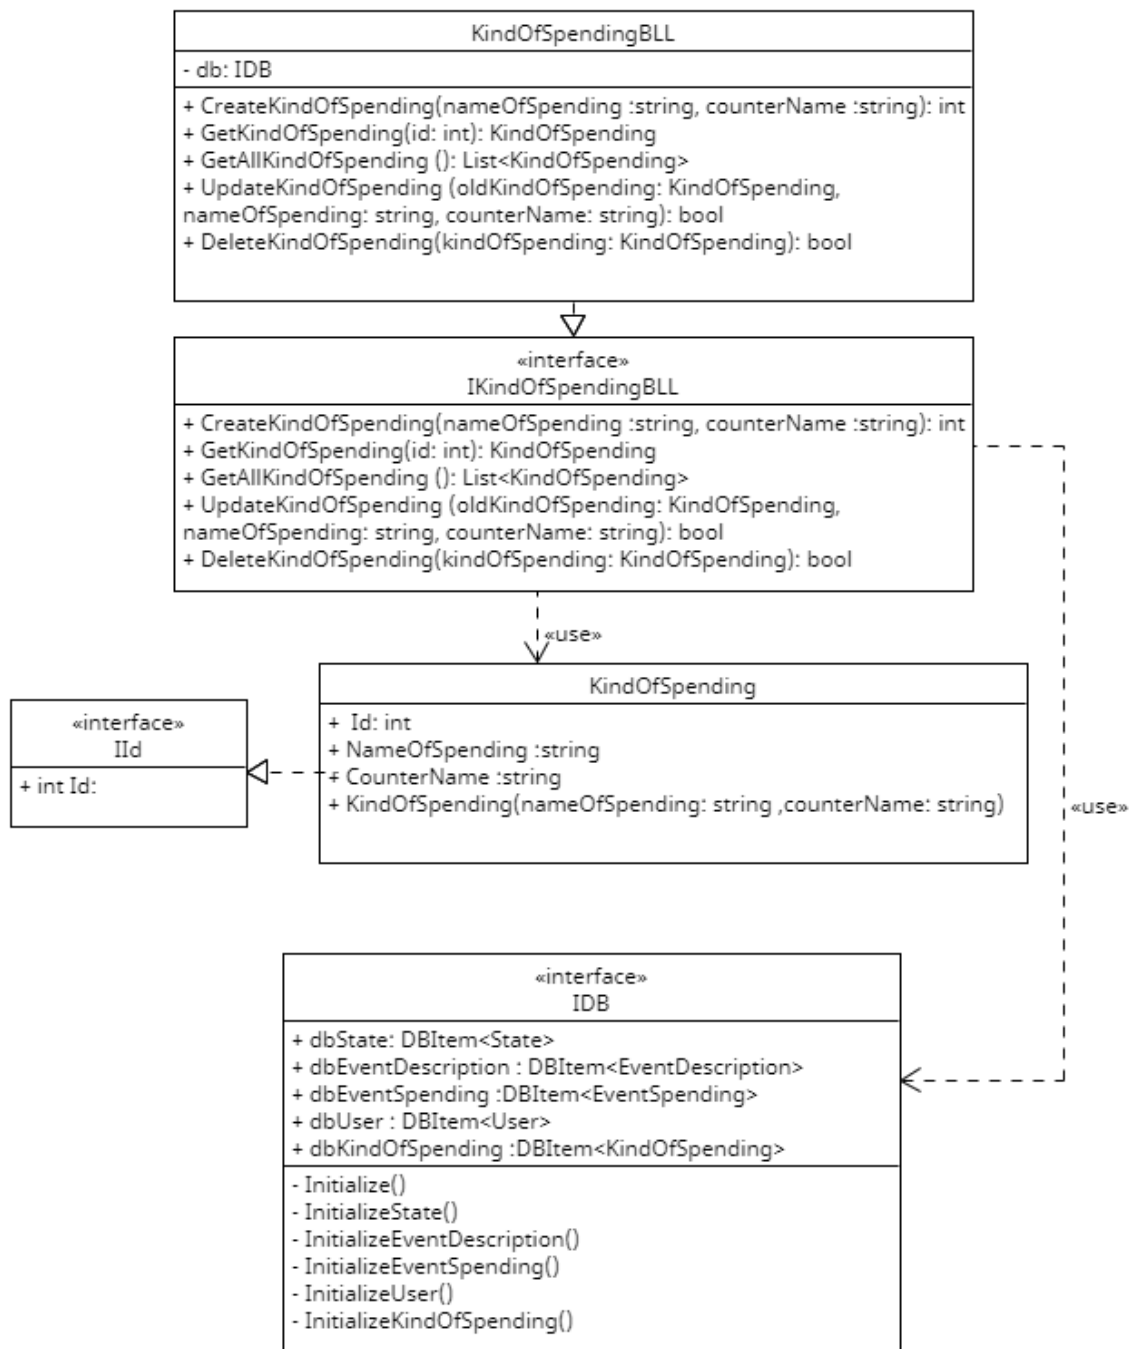 KindOfSpendingBLL
- db: IDB
+ CreateKindOfSpending(nameOfSpending :string, counterName :string): int
+ GetKindOfSpending(id: int): KindOfSpending
+ GetAllKindOfSpending (): List<KindOfSpending>
+ UpdateKindOfSpending (oldKindOfSpending: KindOfSpending,
nameOfSpending: string, counterName: string): bool
+ DeleteKindOfSpending(kindOfSpending: KindOfSpending): bool
«interface»
IKindOfSpendingBLL
+ CreateKindOfSpending(nameOfSpending :string, counterName :string): int
+ GetKindOfSpending(id: int): KindOfSpending
+ GetAllKindOfSpending (): List<KindOfSpending>
+ UpdateKindOfSpending (oldKindOfSpending: KindOfSpending,
nameOfSpending: string, counterName: string): bool
+ DeleteKindOfSpending(kindOfSpending: KindOfSpending): bool
«use»
KindOfSpending
+ Id: int
+ NameOfSpending :string
+ CounterName :string
+ KindOfSpending(nameOfSpending: string ,counterName: string)
«interface»
IId
+ int Id:
«use»
«interface»
IDB
+ dbState: DBItem<State>
+ dbEventDescription : DBItem<EventDescription>
+ dbEventSpending :DBItem<EventSpending>
+ dbUser : DBItem<User>
+ dbKindOfSpending :DBItem<KindOfSpending>
- Initialize()
- InitializeState()
- InitializeEventDescription()
- InitializeEventSpending()
- InitializeUser()
- InitializeKindOfSpending()